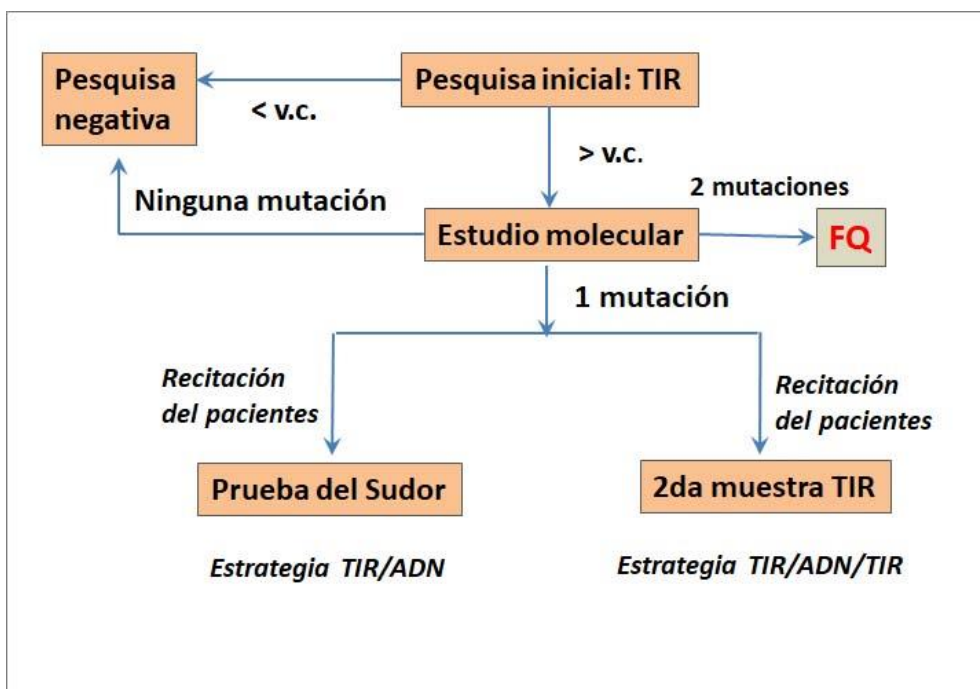 Pesquisa
negativa
Pesquisa inicial: TIR
< v.c.
> v.c.
2 mutaciones
Ninguna mutación
Estudio molecular
FQ
1 mutación
Recitación
del pacientes
Recitación
del pacientes
Prueba del Sudor
2da muestra TIR
Estrategia TIR/ADN
Estrategia TIR/ADN/TIR